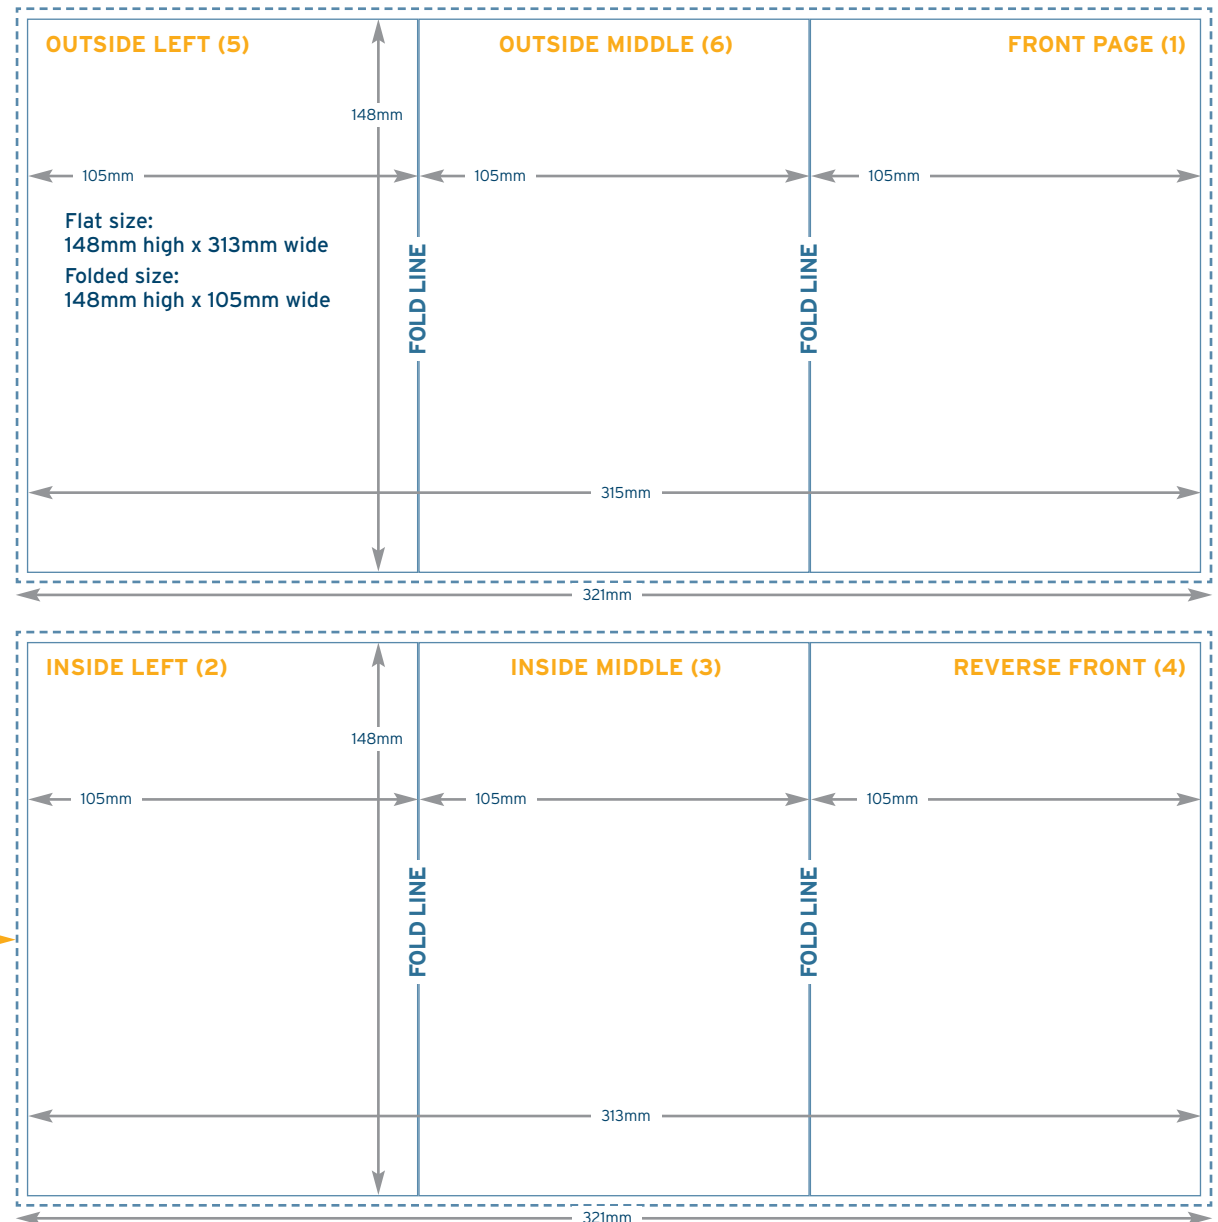 OUTSIDE LEFT (5)
OUTSIDE MIDDLE (6)
FRONT PAGE (1)
148mm
105mm
105mm
105mm
Flat size:
148mm high x 313mm wide
Folded size:
148mm high x 105mm wide
FOLD LINE
FOLD LINE
315mm
321mm
INSIDE LEFT (2)
INSIDE MIDDLE (3)
REVERSE FRONT (4)
148mm
105mm
105mm
105mm
FOLD LINE
FOLD LINE
313mm
321mm